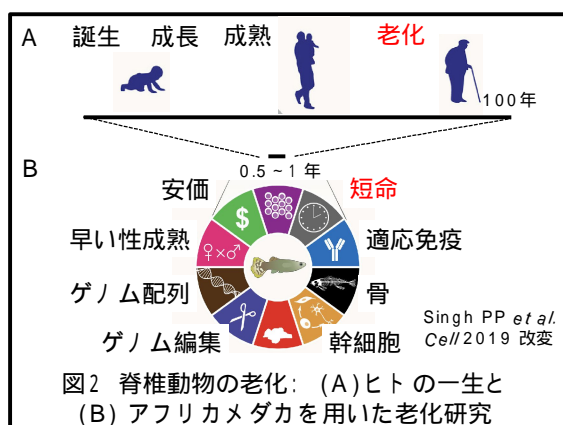 A 誕生 成長 成熟 老化
100年
B
0.5~1年
安価 短命
$
早い性成熟 ♀×♂ 適応免疫
ゲノム配列 骨
ゲノム編集 幹細胞
Singh PP et al.
Cell 2019 改変
図2 脊椎動物の老化: (A)ヒトの一生と
(B) アフリカメダカを用いた老化研究